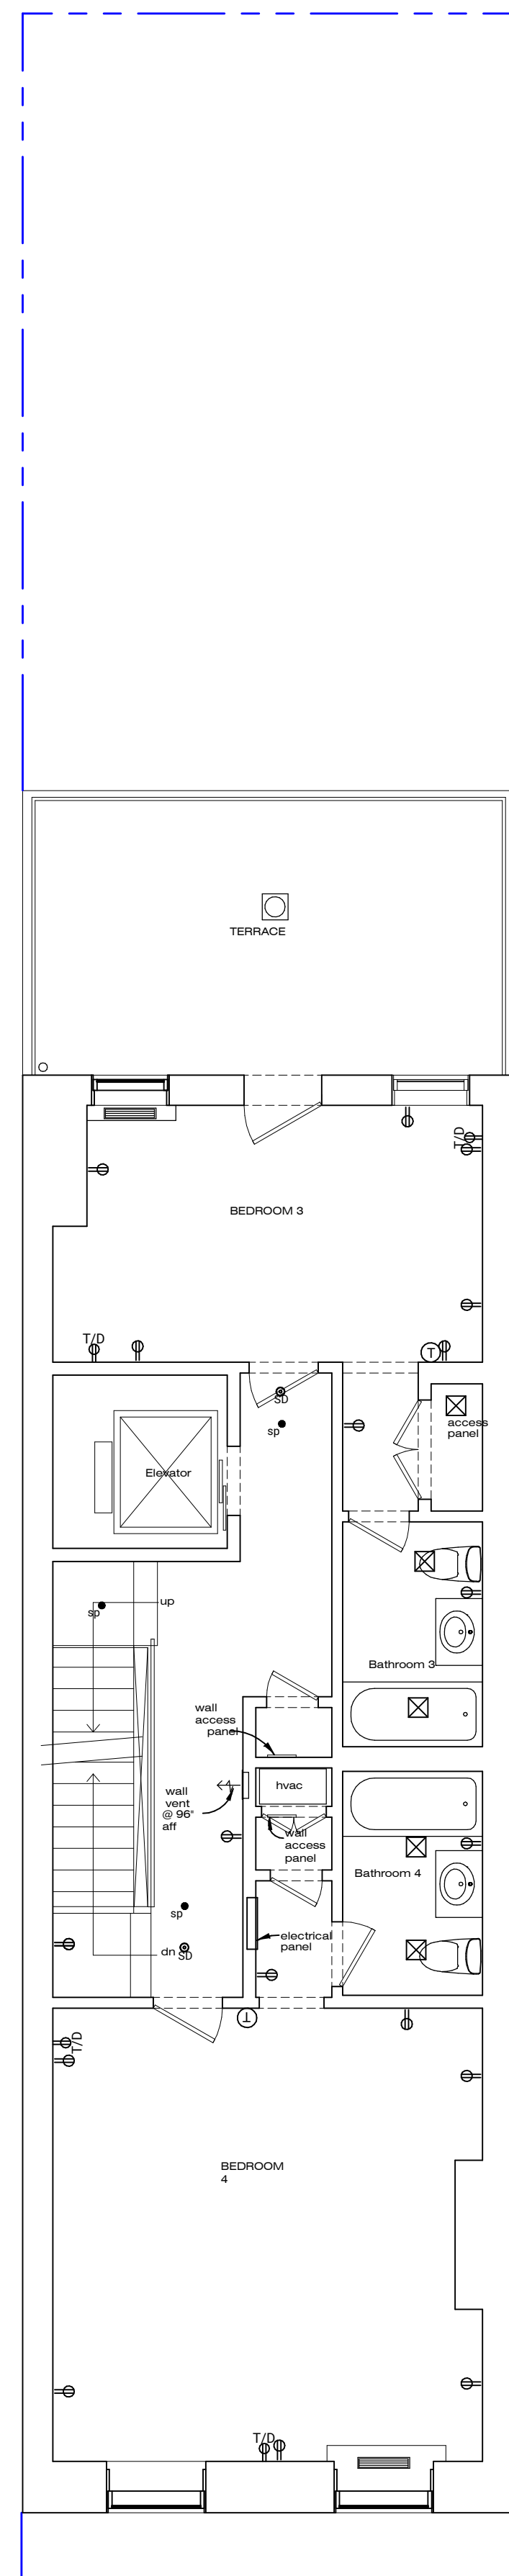 TERRACE
T/D
BEDROOM 3
T/D
T
SD
sp
access
panel
Elevator
up
sp
Bathroom 3
wall
access
panel
hvac
wall
vent
@ 96"
aff
wall
access
panel
Bathroom 4
sp
electrical
panel
dn
SD
T
T/D
BEDROOM
4
T/D